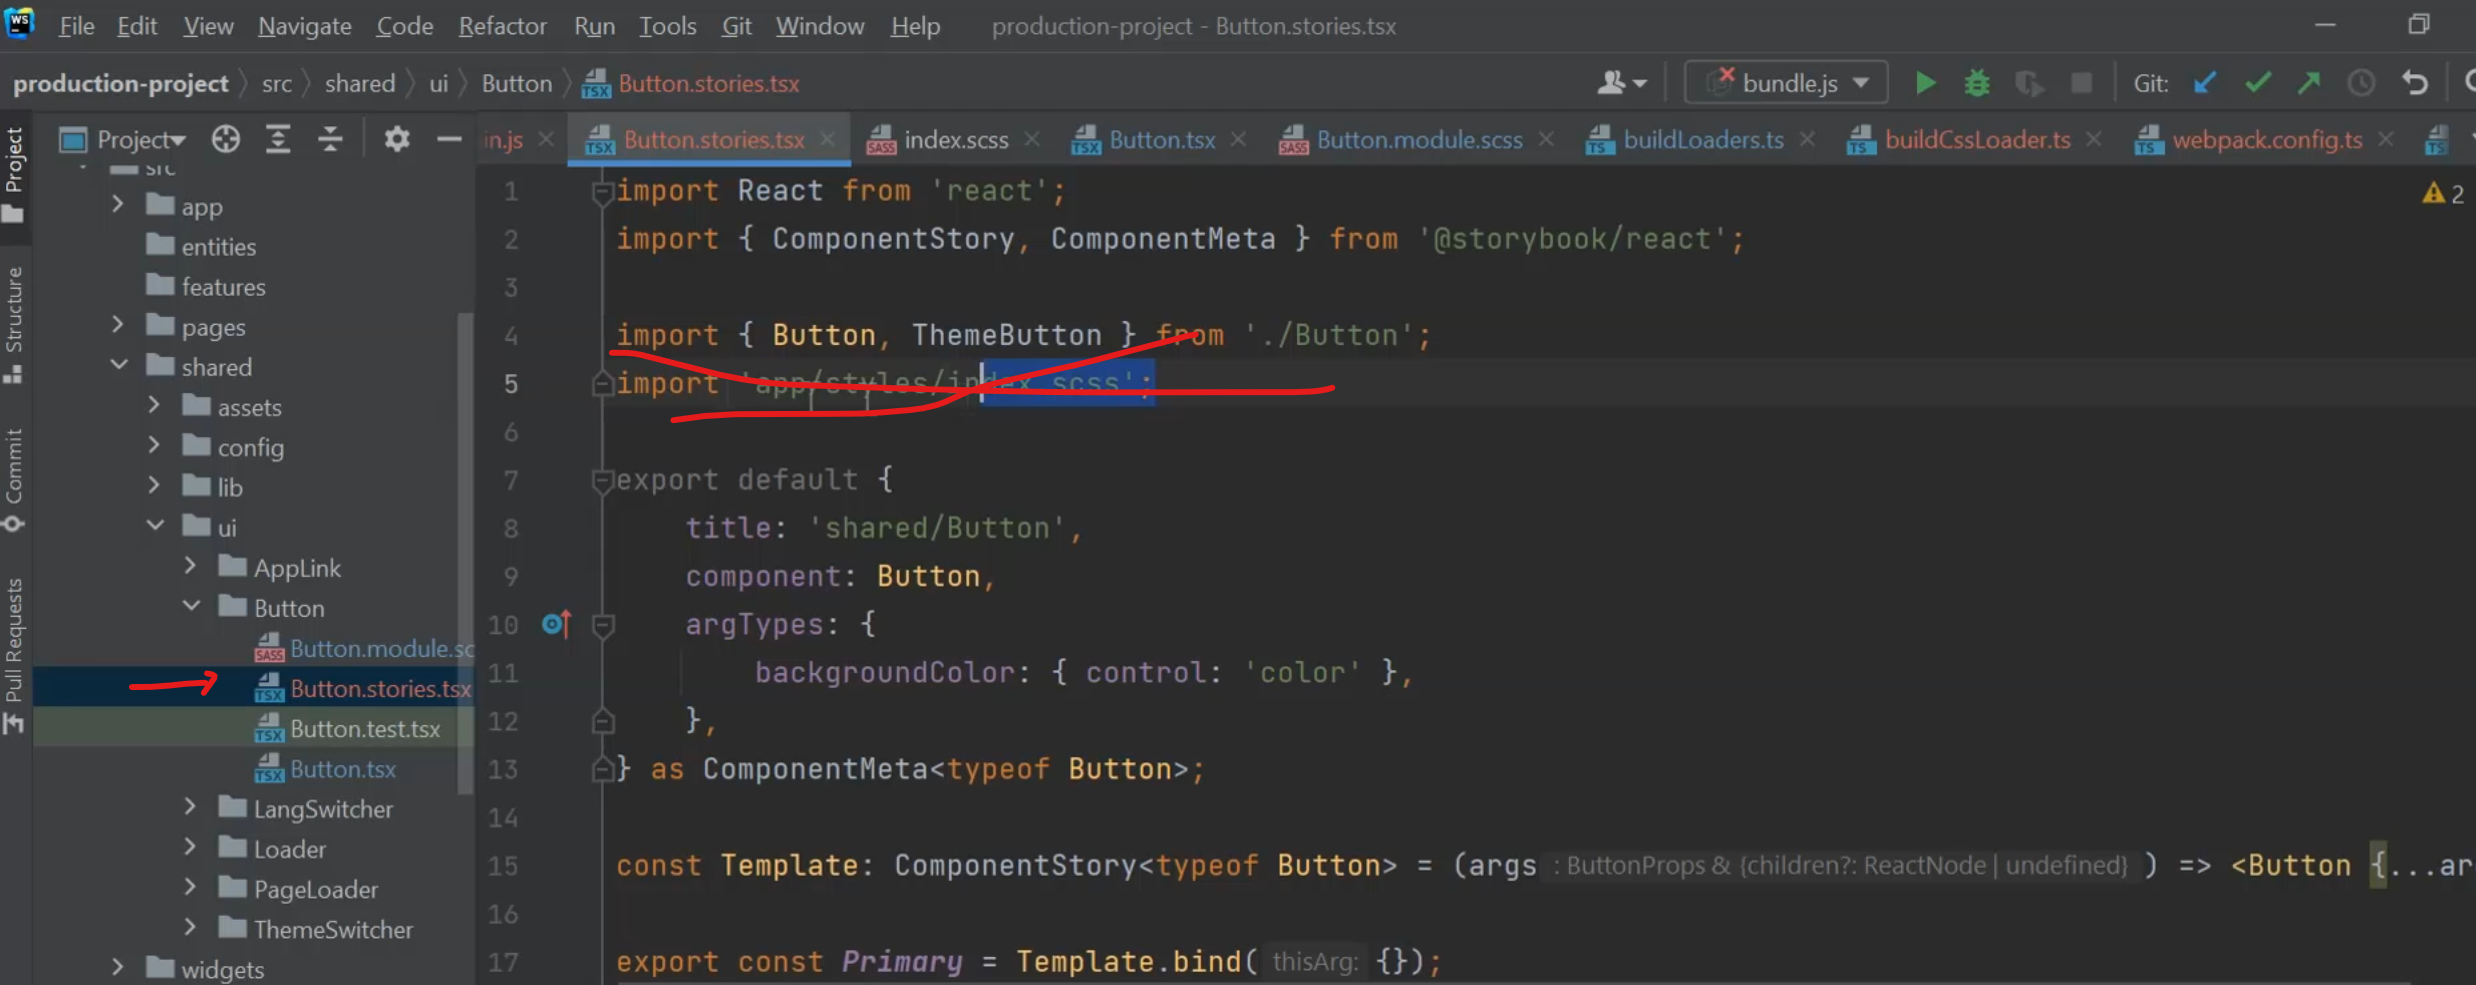 WS File Edit View Navigate Code Refactor Run Tools Git Window Help production-project - Button.stories.tsx
production-project src shared ui Button Button.stories.tsx bundle.js Git:
Project in.js Button.stories.tsx index.scss Button.tsx Button.module.scss buildLoaders.ts buildCssLoader.ts webpack.config.ts
Project
Structure
Commit
Pull Requests
src
app
entities
features
pages
shared
assets
config
lib
ui
AppLink
Button
Button.module.sc
Button.stories.tsx
Button.test.tsx
Button.tsx
LangSwitcher
Loader
PageLoader
ThemeSwitcher
widgets
2
1 import React from 'react';
2 import { ComponentStory, ComponentMeta } from '@storybook/react';
3
4 import { Button, ThemeButton } from './Button';
5 import 'app/styles/index.scss';
6
7 export default {
8 title: 'shared/Button',
9 component: Button,
10 argTypes: {
11 backgroundColor: { control: 'color' },
12 },
13 } as ComponentMeta<typeof Button>;
14
15 const Template: ComponentStory<typeof Button> = (args : ButtonProps & {children?: ReactNode | undefined} ) => <Button {...ar
16
17 export const Primary = Template.bind( thisArg: {});